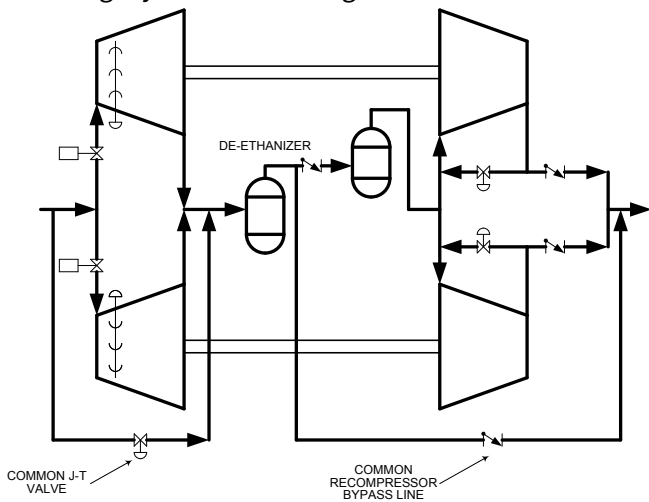 DE-ETHANIZER
COMMON J-T
VALVE
COMMON
RECOMPRESSOR
BYPASS LINE